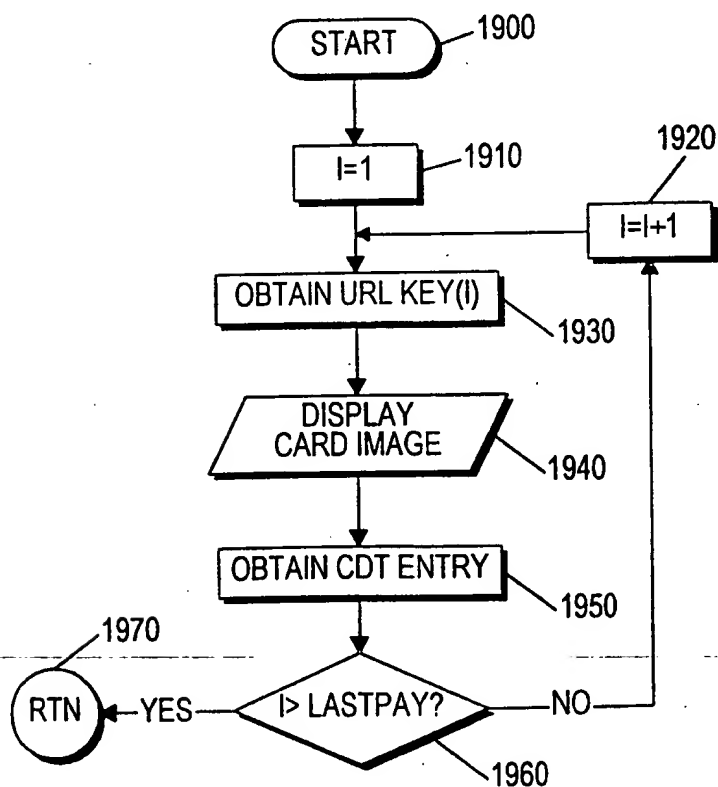 START
1900
I=1
1910
1920
I=I+1
OBTAIN URL KEY(I)
1930
DISPLAY
CARD IMAGE
1940
OBTAIN CDT ENTRY
1950
1970
RTN
YES
I> LASTPAY?
NO
1960